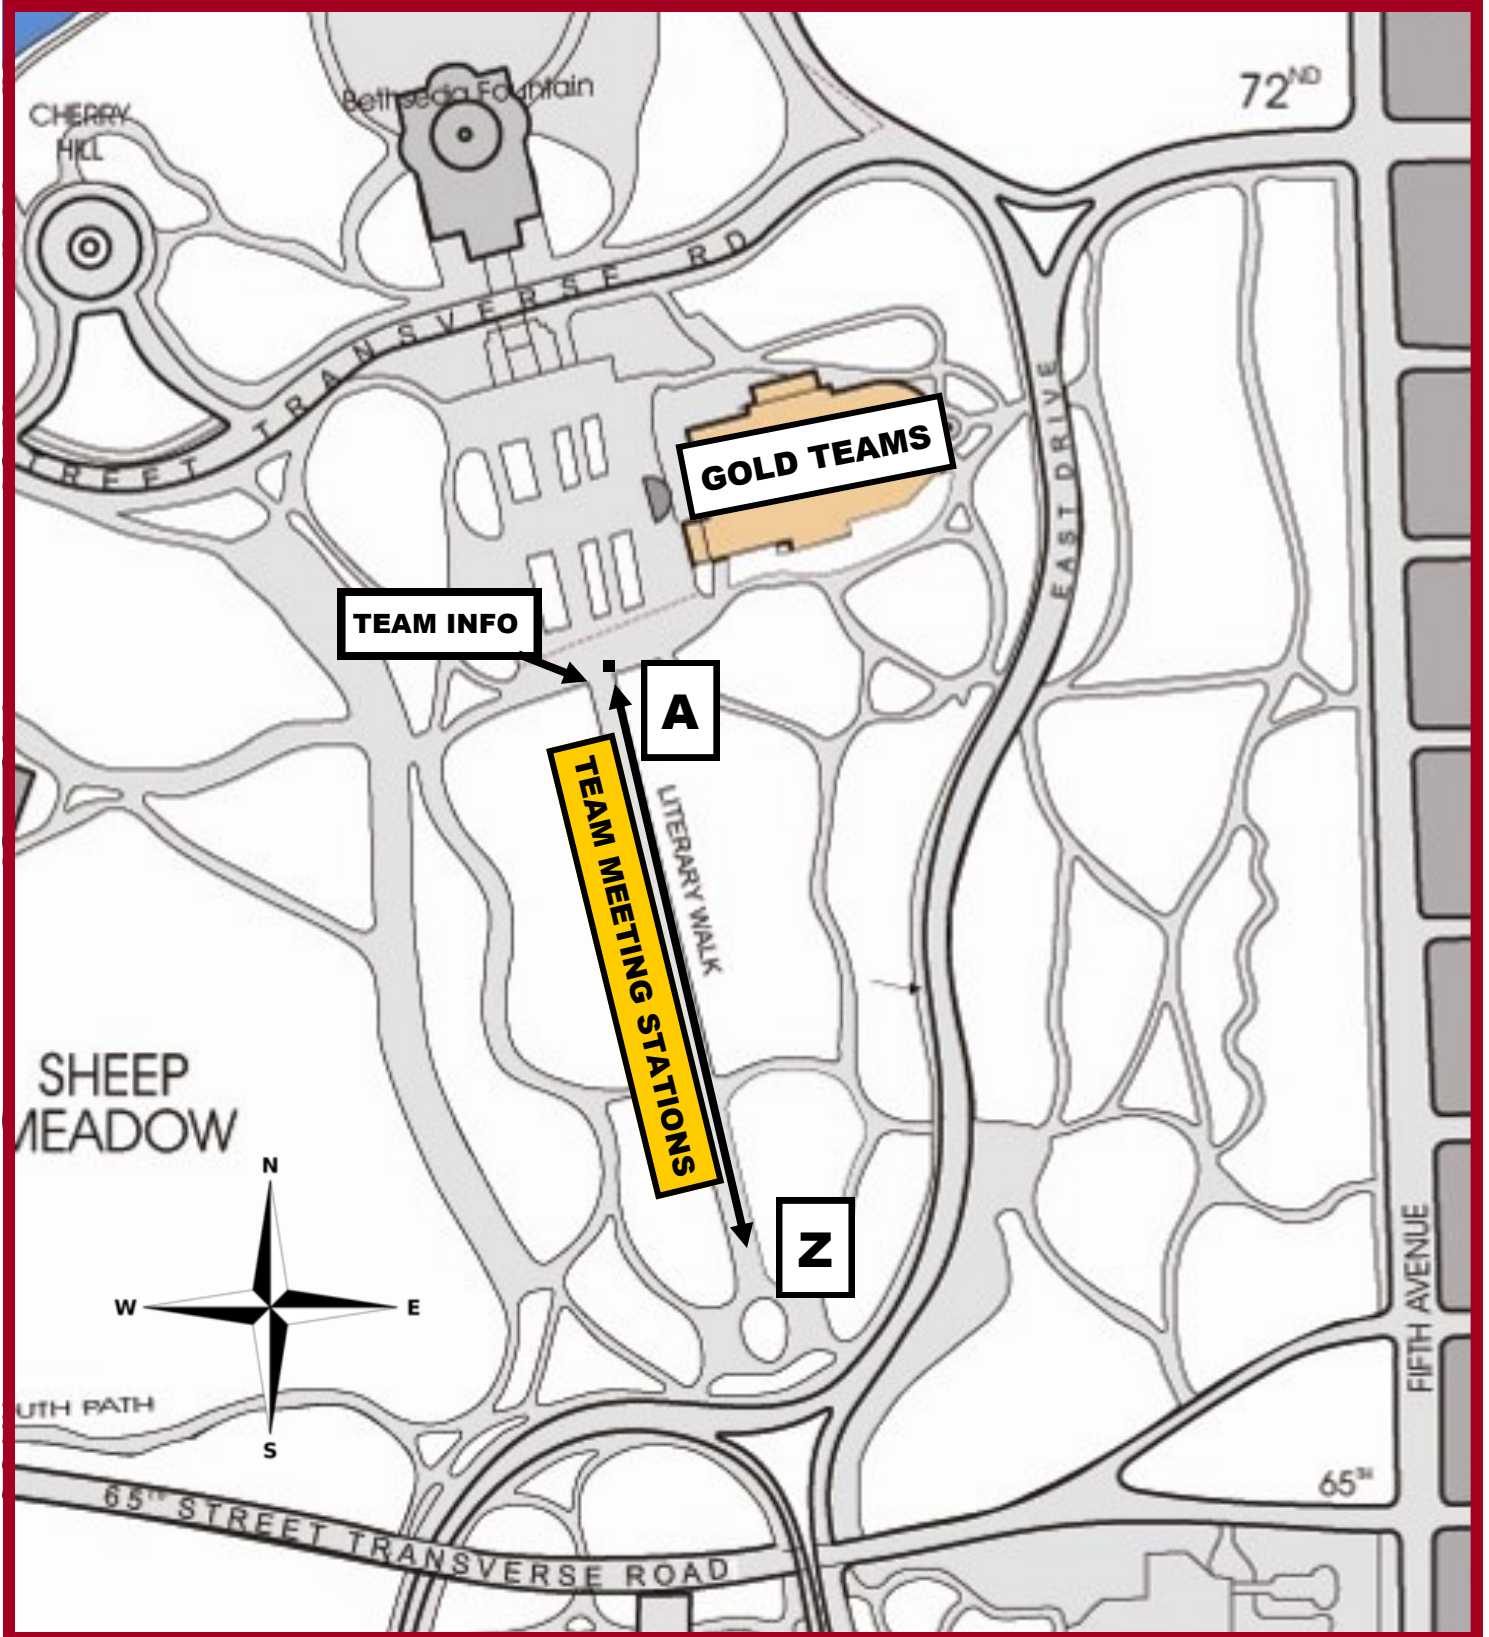 72ND
Bethsedia Fountain
CHERRY
HILL
TRANSVERSE RD
STREET
GOLD TEAMS
EAST DRIVE
TEAM INFO
A
TEAM MEETING STATIONS
LITERARY WALK
SHEEP
MEADOW
N
W
E
S
Z
FIFTH AVENUE
UTH PATH
65TH
65TH STREET TRANSVERSE ROAD